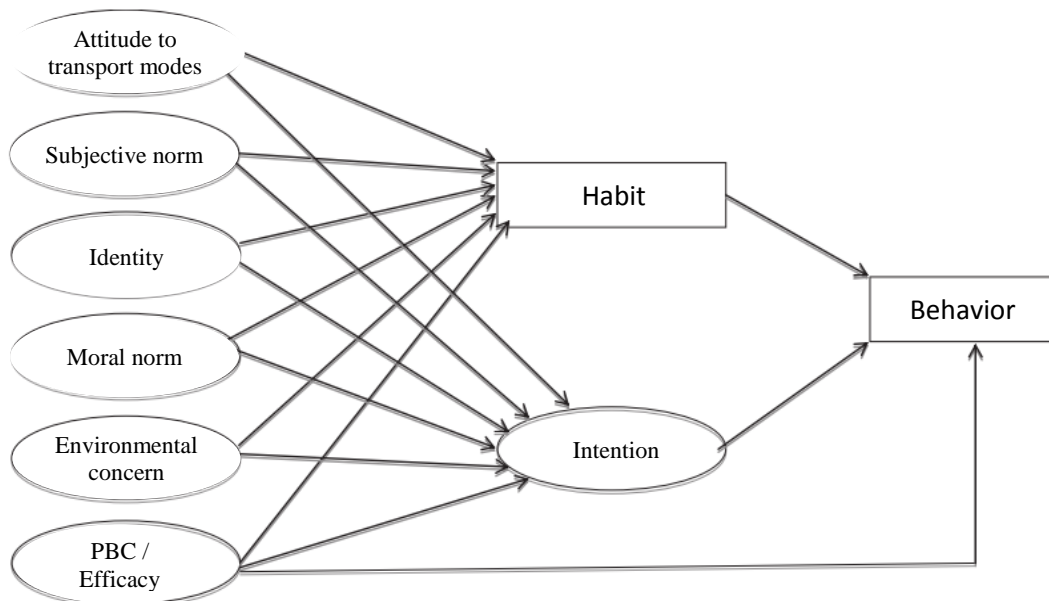 Attitude to
transport modes
Subjective norm
Habit
Identity
Behavior
Moral norm
Environmental
concern
Intention
PBC /
Efficacy